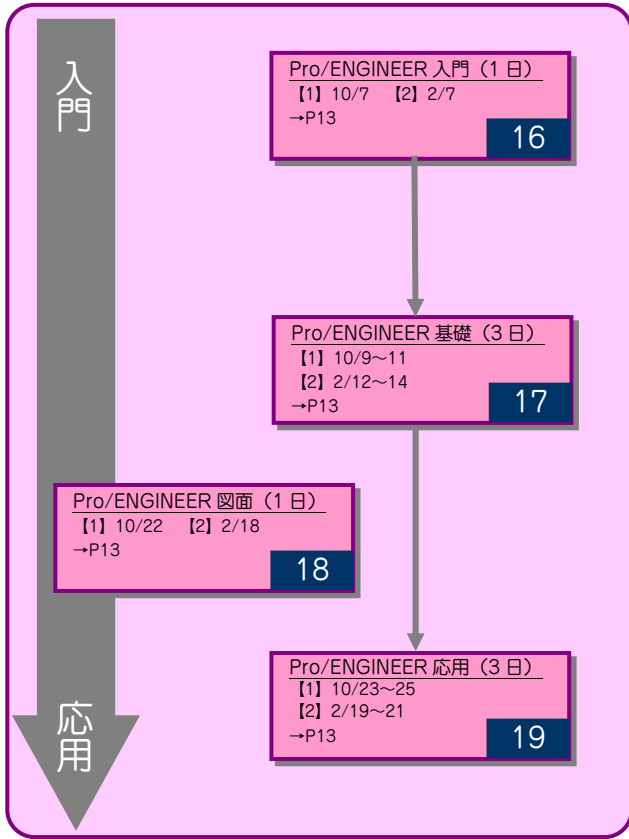 入門
Pro/ENGINEER 入門（1 日）
【1】10/7 【2】2/7
→P13
16
Pro/ENGINEER 基礎（3 日）
【1】10/9～11
【2】2/12～14
→P13
17
Pro/ENGINEER 図面（1 日）
【1】10/22 【2】2/18
→P13
18
Pro/ENGINEER 応用（3 日）
【1】10/23～25
【2】2/19～21
→P13
19
応用